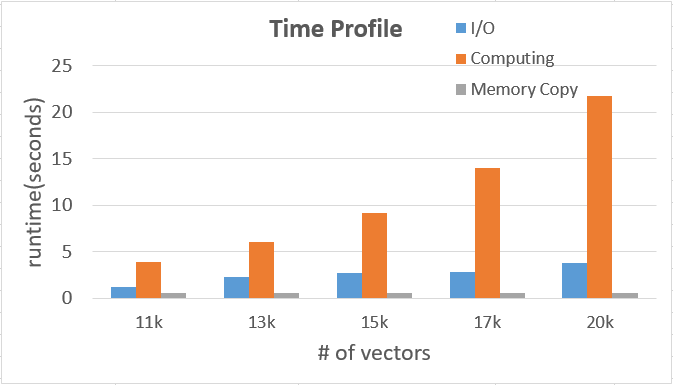 Time Profile
I/O
Computing
Memory Copy
25
20
15
10
5
0
runtime(seconds)
11k 13k 15k 17k 20k
# of vectors